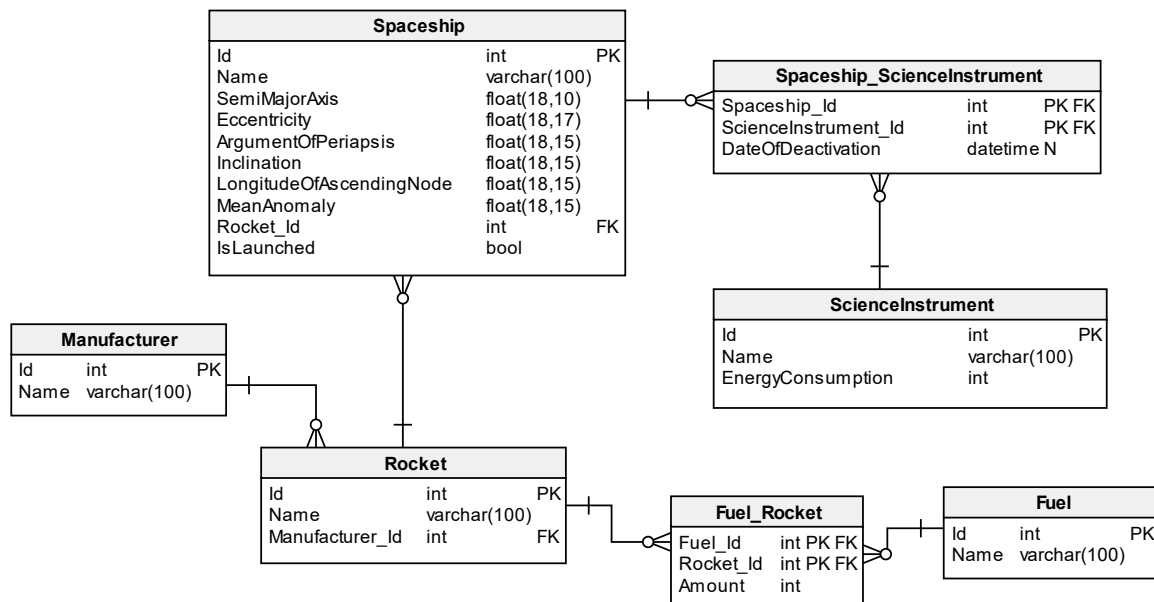 Spaceship
Id int PK
Name varchar(100)
SemiMajorAxis float(18,10)
Eccentricity float(18,17)
ArgumentOfPeriapsis float(18,15)
Inclination float(18,15)
LongitudeOfAscendingNode float(18,15)
MeanAnomaly float(18,15)
Rocket_Id int FK
IsLaunched bool
Spaceship_ScienceInstrument
Spaceship_Id int PK FK
ScienceInstrument_Id int PK FK
DateOfDeactivation datetime N
ScienceInstrument
Id int PK
Name varchar(100)
EnergyConsumption int
Manufacturer
Id int PK
Name varchar(100)
Rocket
Id int PK
Name varchar(100)
Manufacturer_Id int FK
Fuel_Rocket
Fuel_Id int PK FK
Rocket_Id int PK FK
Amount int
Fuel
Id int PK
Name varchar(100)